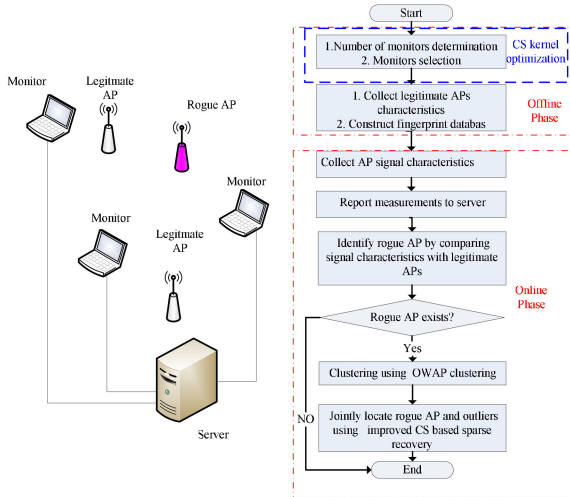 Monitor
Legitmate
AP
Rogue AP
Monitor
Monitor
Legitmate
AP
Server
Start
1.Number of monitors determination
2. Monitors selection
CS kernel
optimization
1. Collect legitimate APs
characteristics
2. Construct fingerprint databas
Offline
Phase
Collect AP signal characteristics
Report measurements to server
Identify rogue AP by comparing
signal characteristics with legitimate
APs
Online
Phase
Rogue AP exists?
Yes
NO
Clustering using OWAP clustering
Jointly locate rogue AP and outliers
using improved CS based sparse
recovery
End